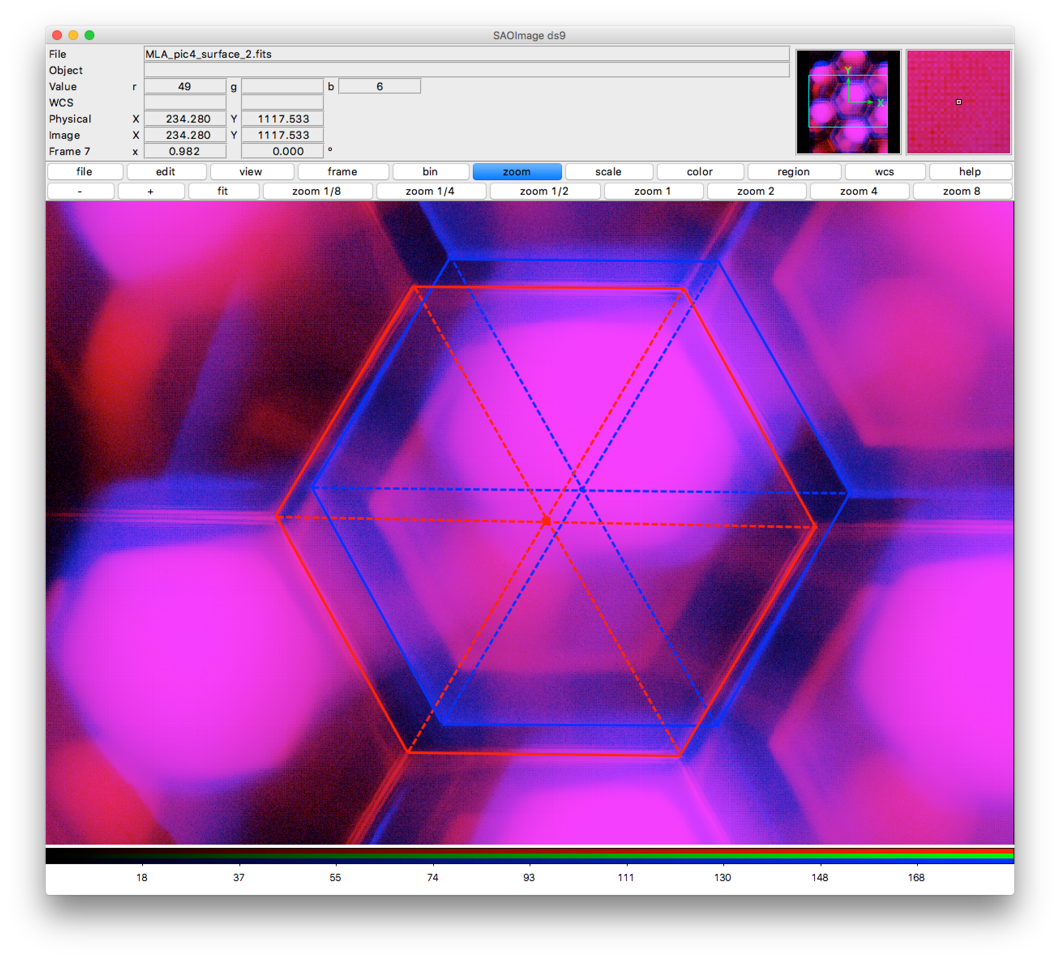 SAOImage ds9
File MLA_pic4_surface_2.fits
Object
Value r 49 g b 6
WCS
Physical X 234.280 Y 1117.533
Image X 234.280 Y 1117.533
Frame 7 x 0.982 0.000 °
Y
X
file edit view frame bin zoom scale color region wcs help
- + fit zoom 1/8 zoom 1/4 zoom 1/2 zoom 1 zoom 2 zoom 4 zoom 8
18 37 55 74 93 111 130 148 168